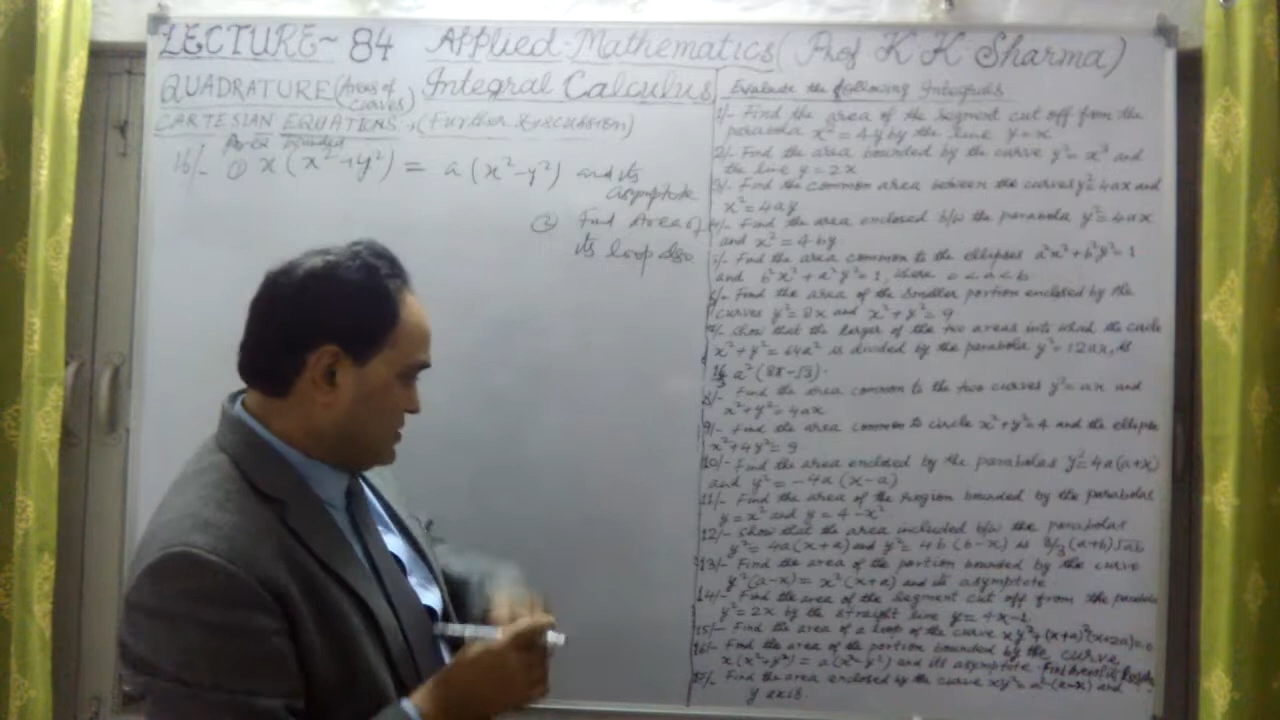 LECTURE~ 84 Applied-Mathematics (Prof. K K Sharma)
QUADRATURE (Areas of curves), Integral Calculus
CARTESIAN EQUATIONS, (Further Discussion)
Area bounded
16/- ① x(x²+y²) = a(x²-y²) and its
asymptote
② Find Area of
its loop also
Evaluate the following Integrals
1/- Find the area of the segment cut off from the
parabola x² = 4y by the line y=x
2/- Find the area bounded by the curve y² = x³ and
the line y = 2x
3/- Find the common area between the curves y²=4ax and
x² = 4ay
4/- Find the area enclosed b/w the parabola y² = 4ax
and x² = 4by
5/- Find the area common to the ellipses a²x²+b²y²=1
and b²x²+a²y²=1, where 0<a<b
6/- Find the area of the smaller portion enclosed by the
curves y²=8x and x²+y²=9
7/- Show that the larger of the two areas into which the circle
x²+y²=64a² is divided by the parabola y²=12ax, is
16/3 a²(8π-√3).
8/- Find the area common to the two curves y²=ax and
x²+y²=4ax
9/- Find the area common to circle x²+y²=4 and the ellipse
x²+4y²=9
10/- Find the area enclosed by the parabolas y²=4a(a+x)
and y²=-4a(x-a)
11/- Find the area of the region bounded by the parabolas
y=x² and y=4-x²
12/- Show that the area included b/w the parabolas
y²=4a(x+a) and y²=4b(b-x) is 8/3 (a+b)√ab
13/- Find the area of the portion bounded by the curve
y²(a-x)=x²(x+a) and its asymptote
14/- Find the area of the segment cut off from the parabola
y²=2x by the straight line y=4x-1
15/- Find the area of a loop of the curve xy²+(x+a)²(x+2a)=0
16/- Find the area of the portion bounded by the curve
x(x²+y²)=a(x²-y²) and its asymptote. Find area of its loop
17/- Find the area enclosed by the curve xy²=a²(a-x) and
y axis.